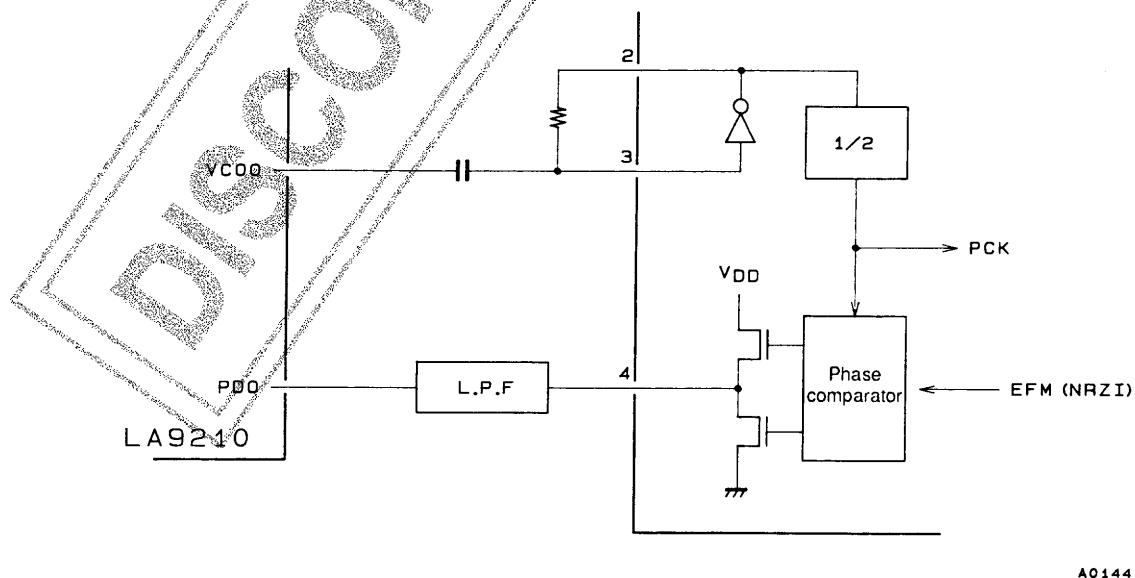 DISCO
2
1/2
VCOO
3
PCK
VDD
Phase
comparator
EFM (NRZI)
PDO
L.P.F
4
LA9210
A0144